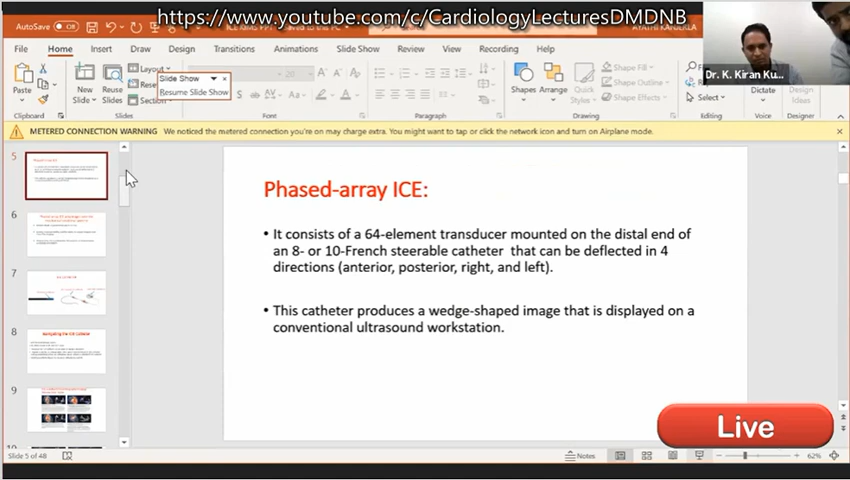 https://www.youtube.com/c/CardiologyLecturesDMDNB
AutoSave Off
Home Insert Draw Design Transitions Animations Slide Show Review View Recording Help
Paste New Slide Reuse Slides Layout
Slide Show
Resume Slide Show
Shapes Arrange Quick Styles Shape Fill Shape Outline Shape Effects Select Dictate Design Ideas
Clipboard Font Paragraph Drawing Voice Designer
Dr. K. Kiran Ku...
METERED CONNECTION WARNING We noticed the metered connection you're on may charge extra. You might want to tap or click the network icon and turn on Airplane mode.
5
6
7
8
9
Phased-array ICE:
• It consists of a 64-element transducer mounted on the distal end of
an 8- or 10-French steerable catheter that can be deflected in 4
directions (anterior, posterior, right, and left).
• This catheter produces a wedge-shaped image that is displayed on a
conventional ultrasound workstation.
Live
Slide 5 of 48
Notes
62%